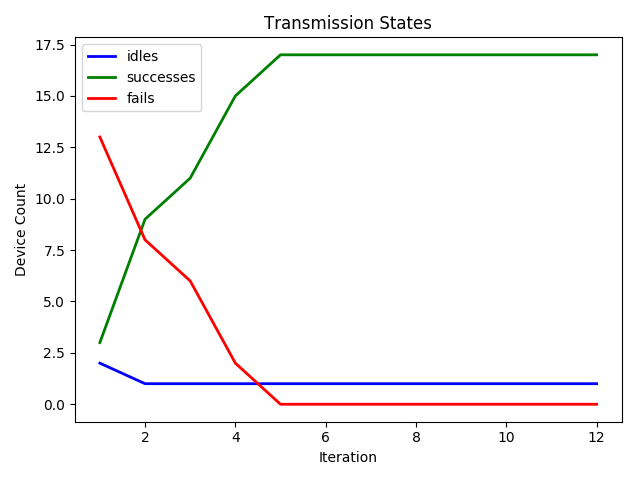 Transmission States
idles
successes
fails
17.5
15.0
12.5
10.0
7.5
5.0
2.5
0.0
Device Count
2 4 6 8 10 12
Iteration